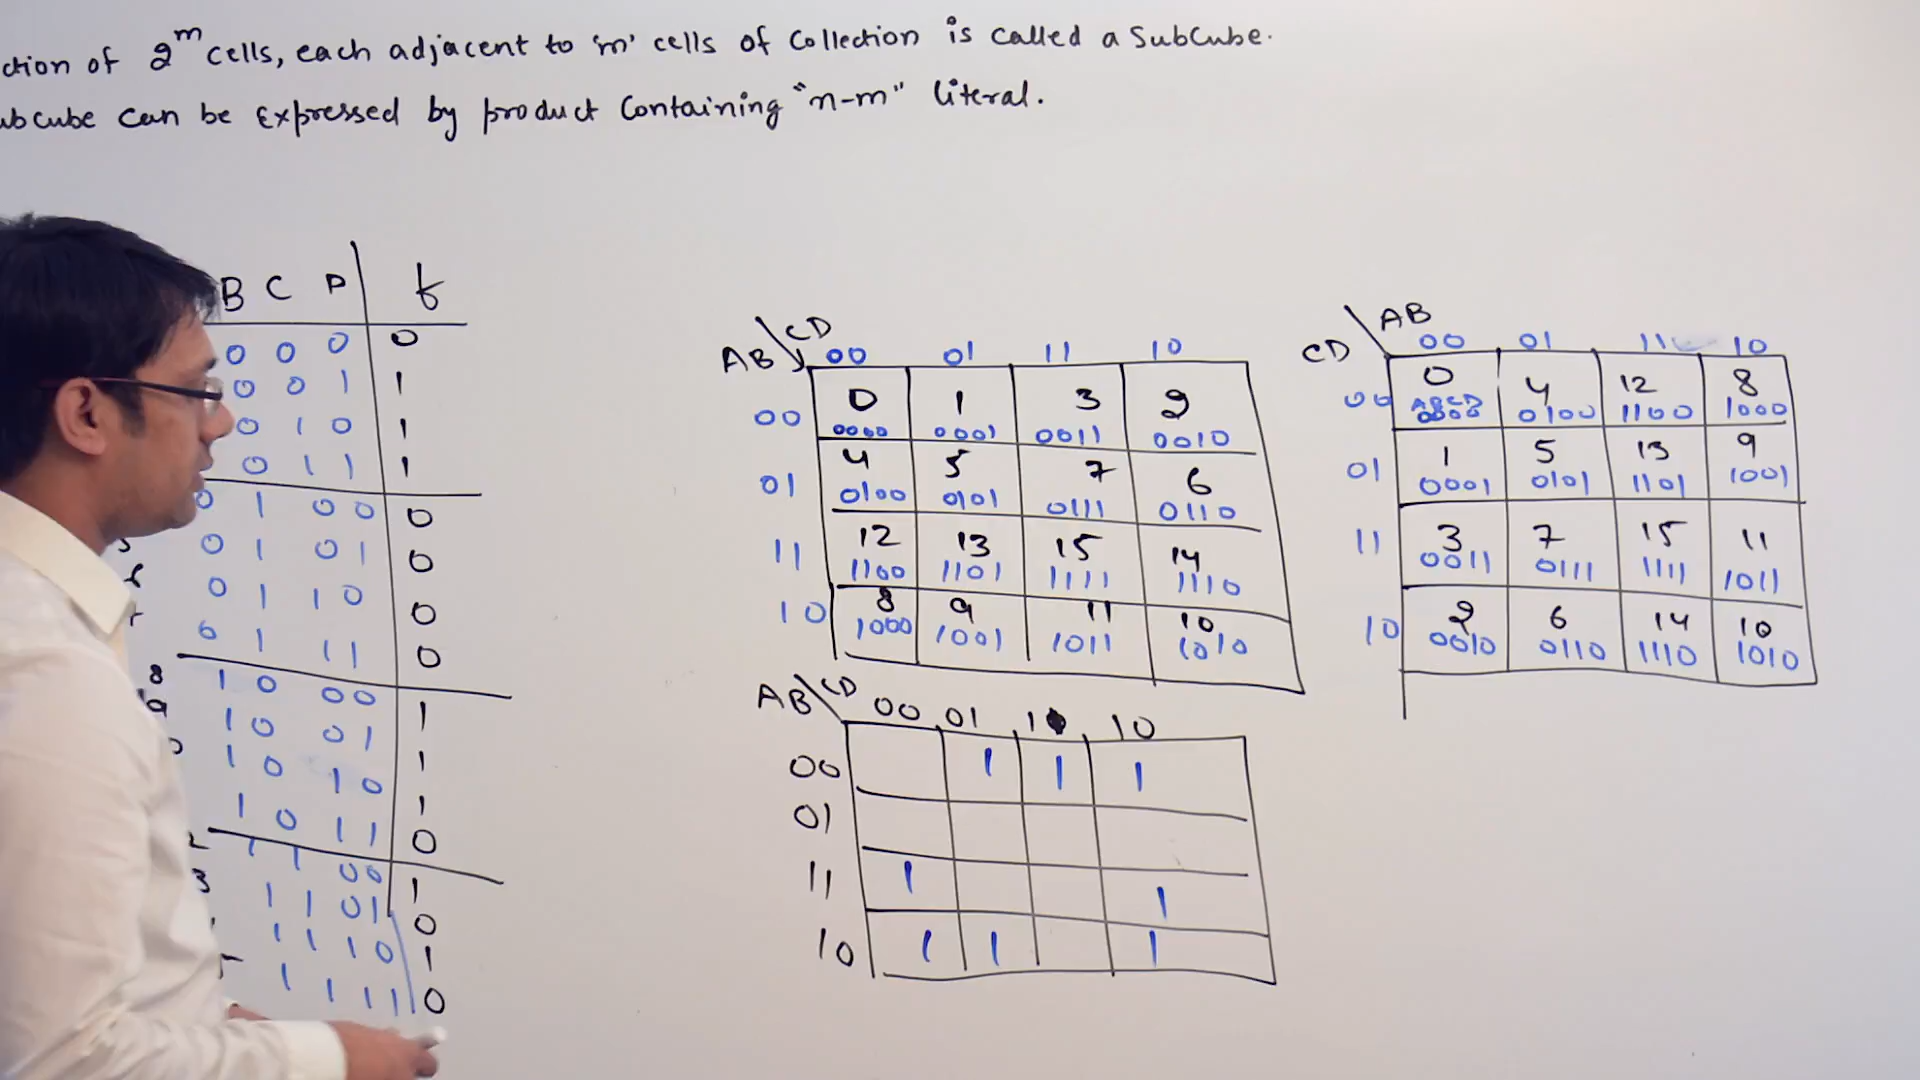 ction of 2^m cells, each adjacent to 'm' cells of Collection is called a Subcube.
ubcube can be Expressed by product Containing "n-m" literal.
B C D f
0 0 0 0
0 0 1 1
0 1 0 1
0 1 1 1
0 1 0 0 0
0 1 0 1 0
0 1 1 0 0
0 1 1 1 0
8 1 0 0 0 1
9 1 0 0 1 1
1 0 1 0 1
1 0 1 1 0
1 1 0 0 1
3 1 1 0 1 0
1 1 1 0 1
1 1 1 1 0
CD
AB 00 01 11 10
00 0 1 3 2
0000 0001 0011 0010
01 4 5 7 6
0100 0101 0111 0110
11 12 13 15 14
1100 1101 1111 1110
10 8 9 11 10
1000 1001 1011 1010
AB
CD 00 01 11 10
00 0 4 12 8
ABCD
0000 0100 1100 1000
01 1 5 13 9
0001 0101 1101 1001
11 3 7 15 11
0011 0111 1111 1011
10 2 6 14 10
0010 0110 1110 1010
AB CD 00 01 11 10
00 1 1 1
01
11 1 1
10 1 1 1